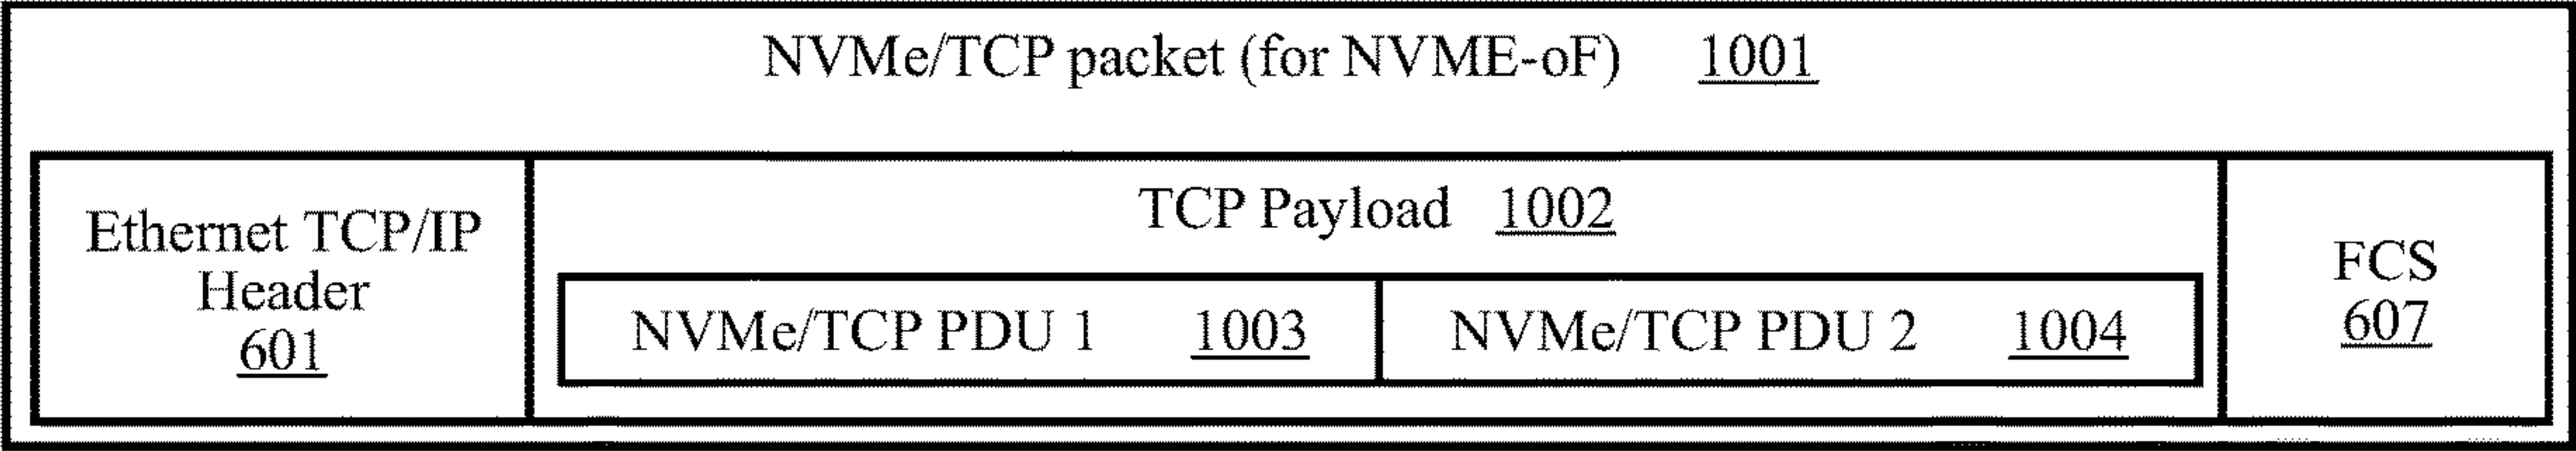 NVMe/TCP packet (for NVME-oF) 1001
Ethernet TCP/IP
Header
601
TCP Payload 1002
NVMe/TCP PDU 1 1003
NVMe/TCP PDU 2 1004
FCS
607